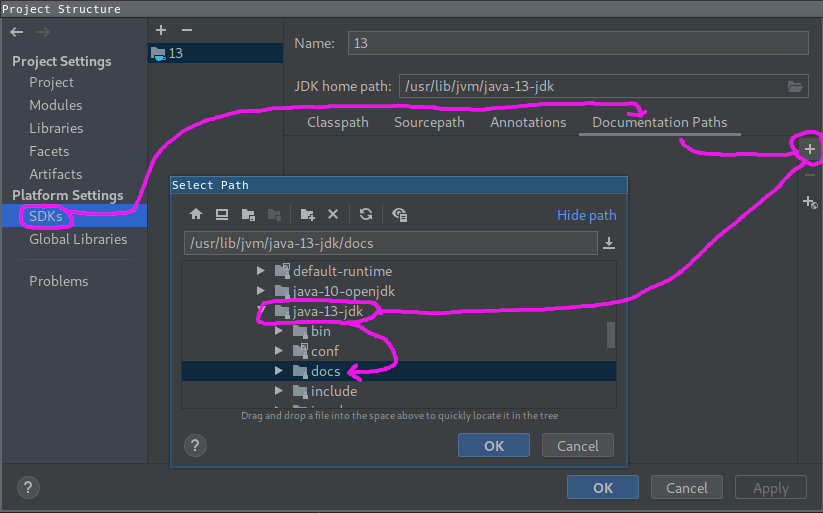 Project Structure
Project Settings
Project
Modules
Libraries
Facets
Artifacts
Platform Settings
SDKs
Global Libraries
Problems
13
Name: 13
JDK home path: /usr/lib/jvm/java-13-jdk
Classpath Sourcepath Annotations Documentation Paths
Select Path
Hide path
/usr/lib/jvm/java-13-jdk/docs
default-runtime
java-10-openjdk
java-13-jdk
bin
conf
docs
include
Drag and drop a file into the space above to quickly locate it in the tree
? OK Cancel
? OK Cancel Apply